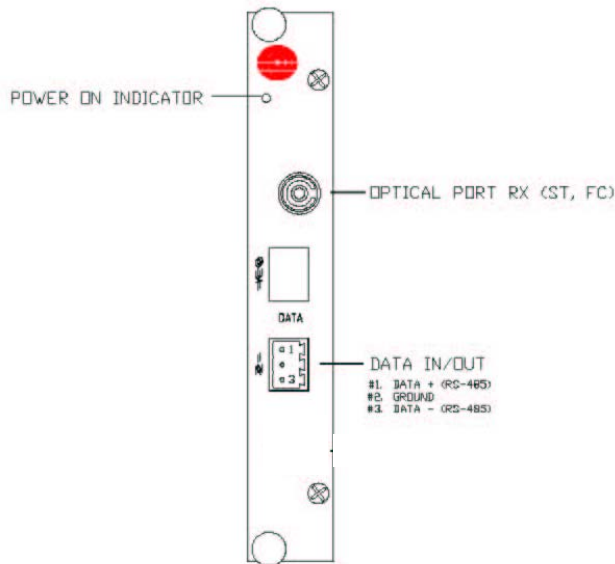 POWER ON INDICATOR
OPTICAL PORT RX (ST, FC)
DATA
1
3
DATA IN/OUT
#1. DATA + (RS-485)
#2. GROUND
#3. DATA - (RS-485)